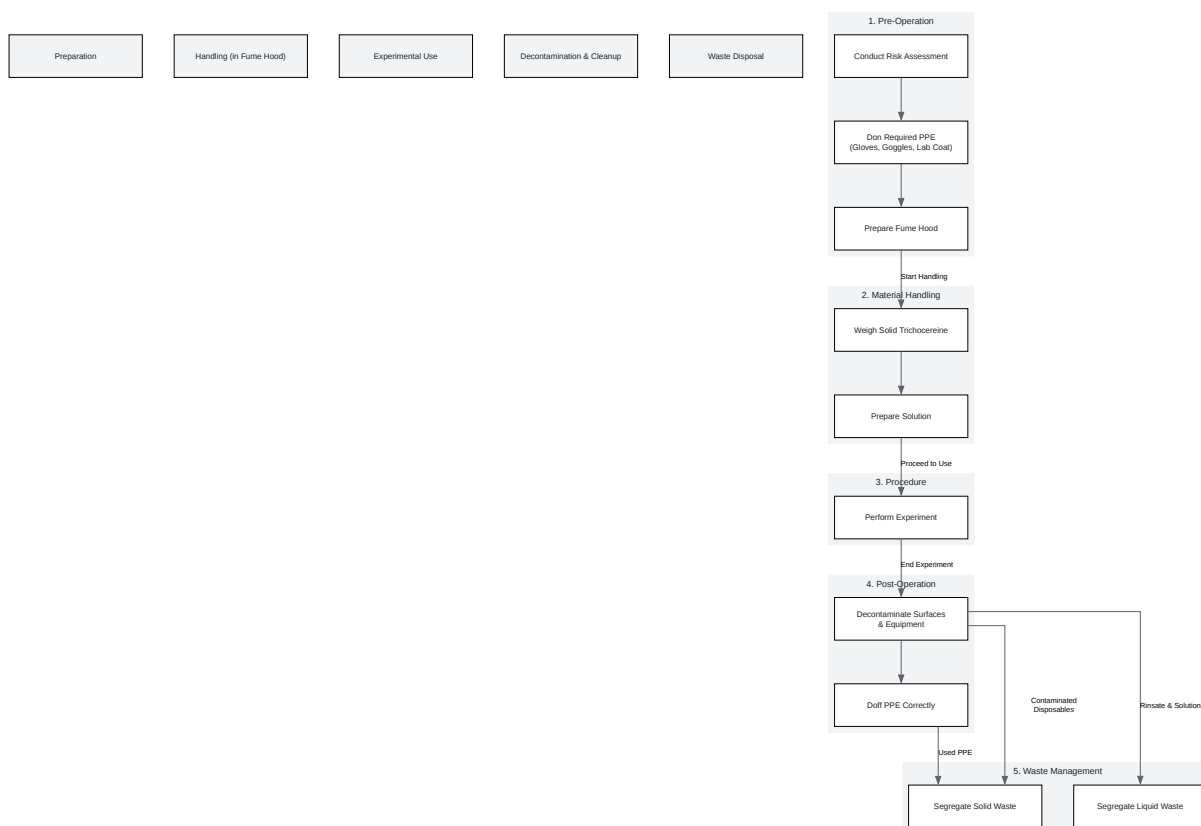 1. Pre-Operation
Preparation
Handling (in Fume Hood)
Experimental Use
Decontamination & Cleanup
Waste Disposal
Conduct Risk Assessment
Don Required PPE
(Gloves, Goggles, Lab Coat)
Prepare Fume Hood
Start Handling
2. Material Handling
Weigh Solid Trichocereine
Prepare Solution
Proceed to Use
3. Procedure
Perform Experiment
End Experiment
4. Post-Operation
Decontaminate Surfaces
& Equipment
Doff PPE Correctly
Contaminated
Disposables
Rinsate & Solution
Used PPE
5. Waste Management
Segregate Solid Waste
Segregate Liquid Waste